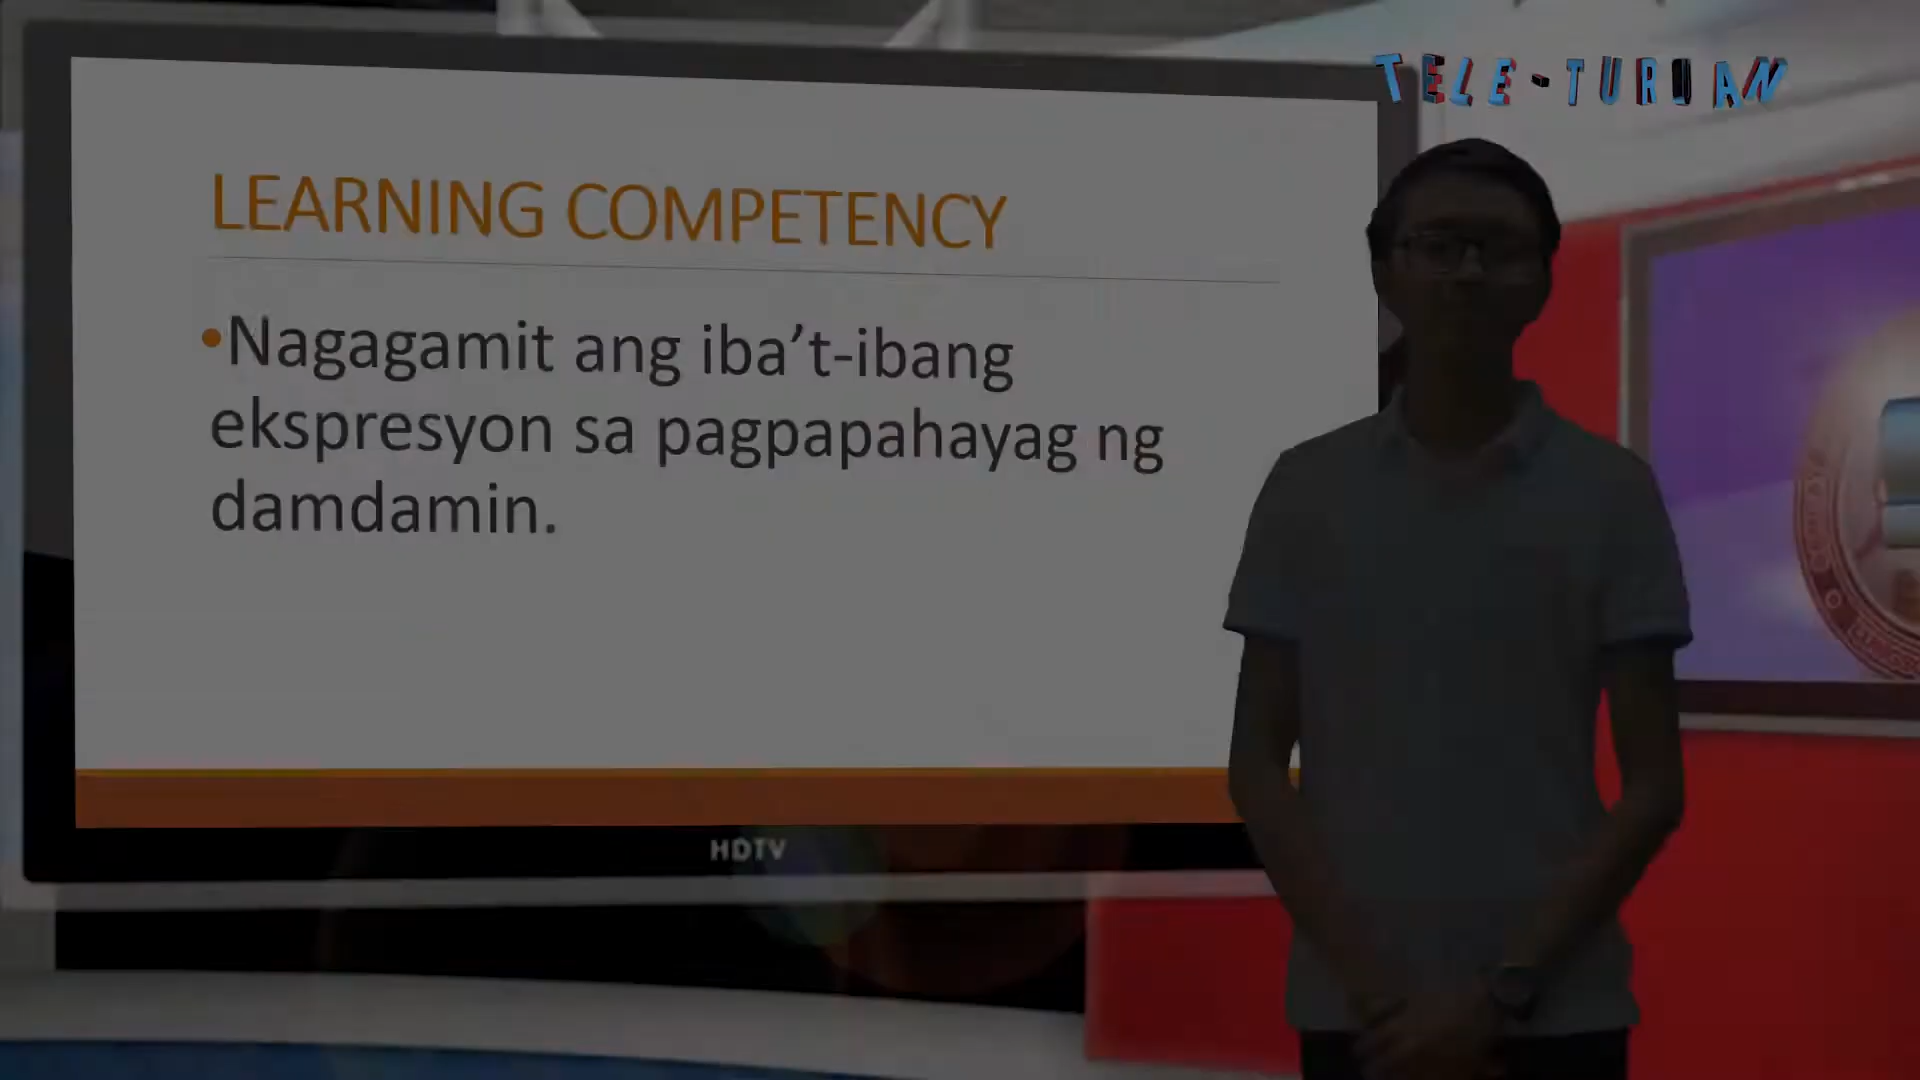 TELE-TURUAN
LEARNING COMPETENCY
•Nagagamit ang iba’t-ibang
ekspresyon sa pagpapahayag ng
damdamin.
HDTV